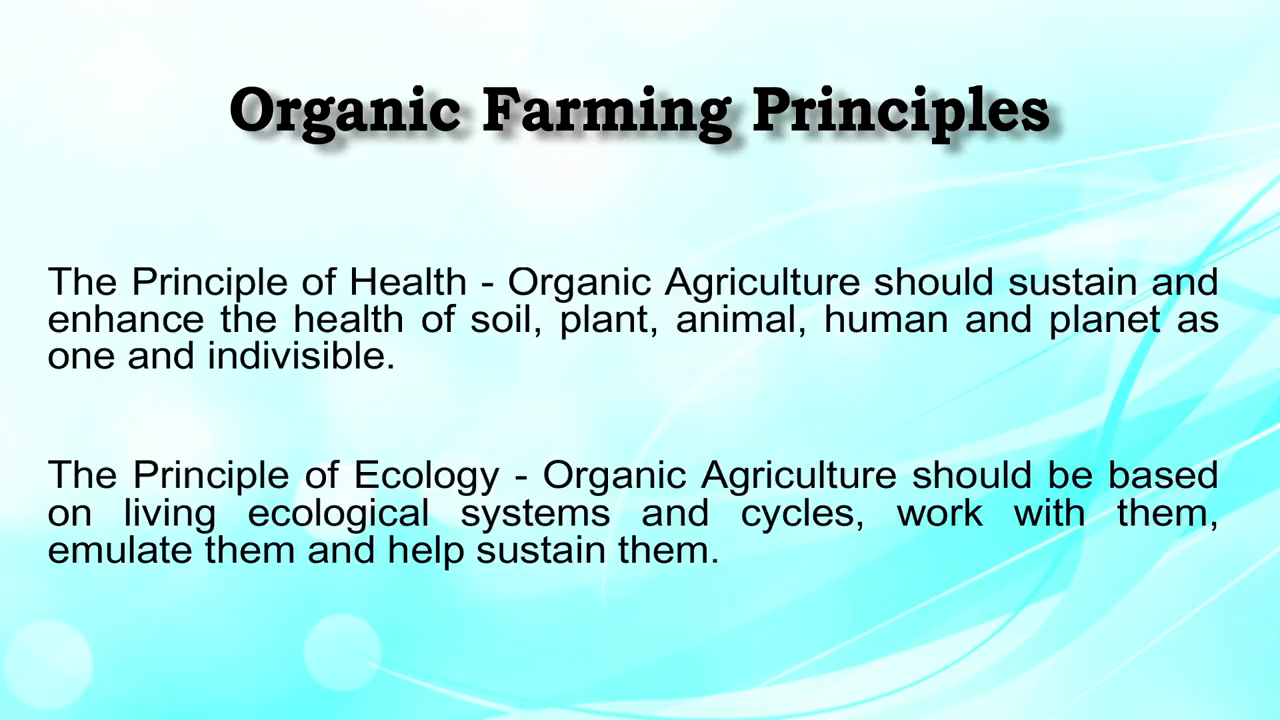 Organic Farming Principles
The Principle of Health - Organic Agriculture should sustain and
enhance the health of soil, plant, animal, human and planet as
one and indivisible.
The Principle of Ecology - Organic Agriculture should be based
on living ecological systems and cycles, work with them,
emulate them and help sustain them.